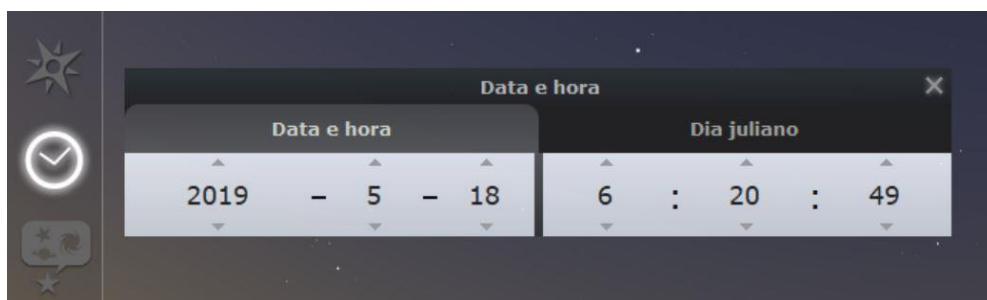 Data e hora
Data e hora Dia juliano
2019 – 5 – 18 6 : 20 : 49